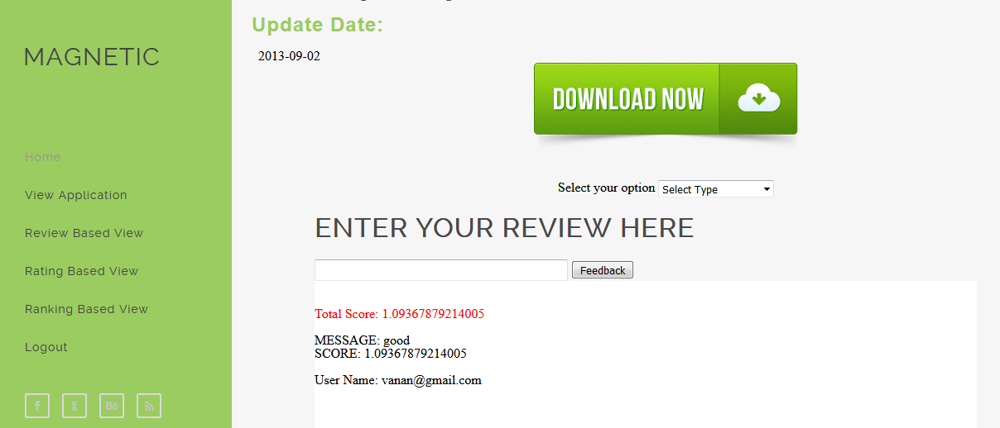 MAGNETIC
Home
View Application
Review Based View
Rating Based View
Ranking Based View
Logout
f
g
Bē
Update Date:
2013-09-02
DOWNLOAD NOW
Select your option Select Type
ENTER YOUR REVIEW HERE
Feedback
Total Score: 1.09367879214005
MESSAGE: good
SCORE: 1.09367879214005
User Name: vanan@gmail.com